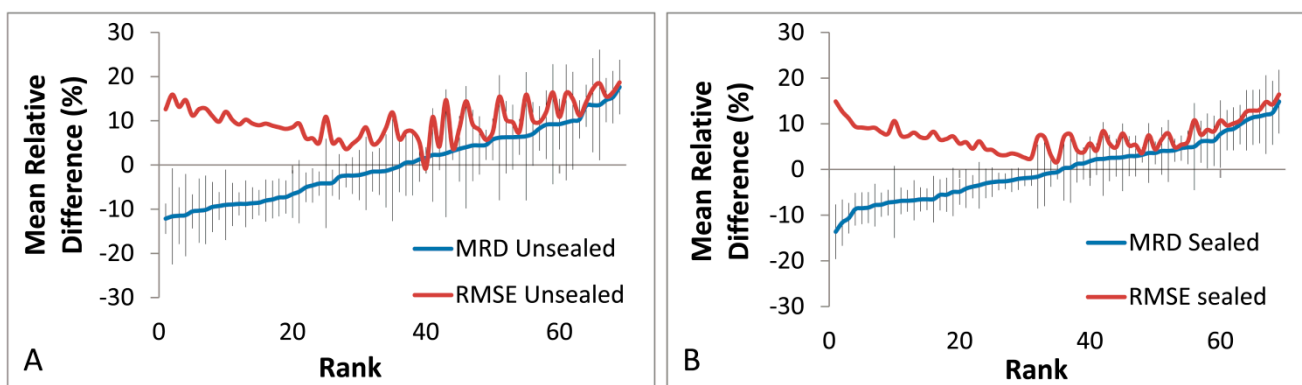 Mean Relative
Difference (%)
30
20
10
0
-10
-20
-30
MRD Unsealed
RMSE Unsealed
0
20
40
60
Rank
A
Mean Relative
Difference (%)
30
20
10
0
-10
-20
-30
MRD Sealed
RMSE sealed
0
20
40
60
Rank
B